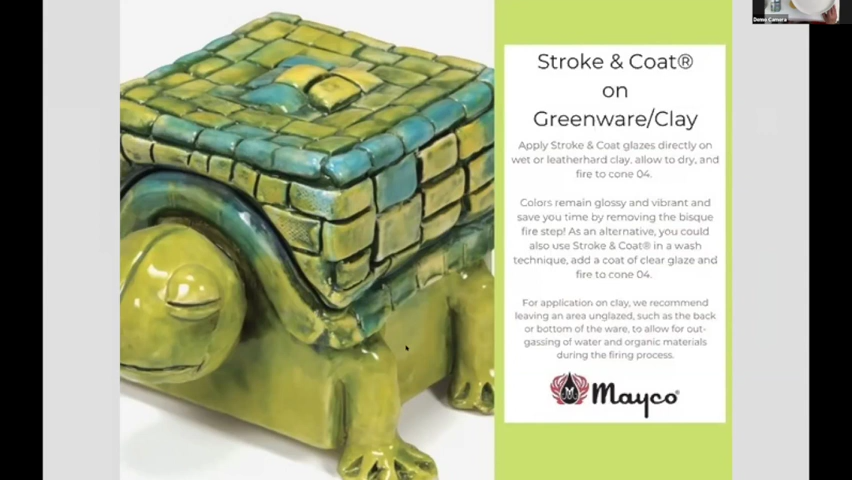 Demo Camera
Stroke & Coat®
on
Greenware/Clay
Apply Stroke & Coat glazes directly on
wet or leatherhard clay, allow to dry, and
fire to cone 04.
Colors remain glossy and vibrant and
save you time by removing the bisque
fire step! As an alternative, you could
also use Stroke & Coat® in a wash
technique, add a coat of clear glaze and
fire to cone 04.
For application on clay, we recommend
leaving an area unglazed, such as the back
or bottom of the ware, to allow for out-
gassing of water and organic materials
during the firing process.
Mayco®